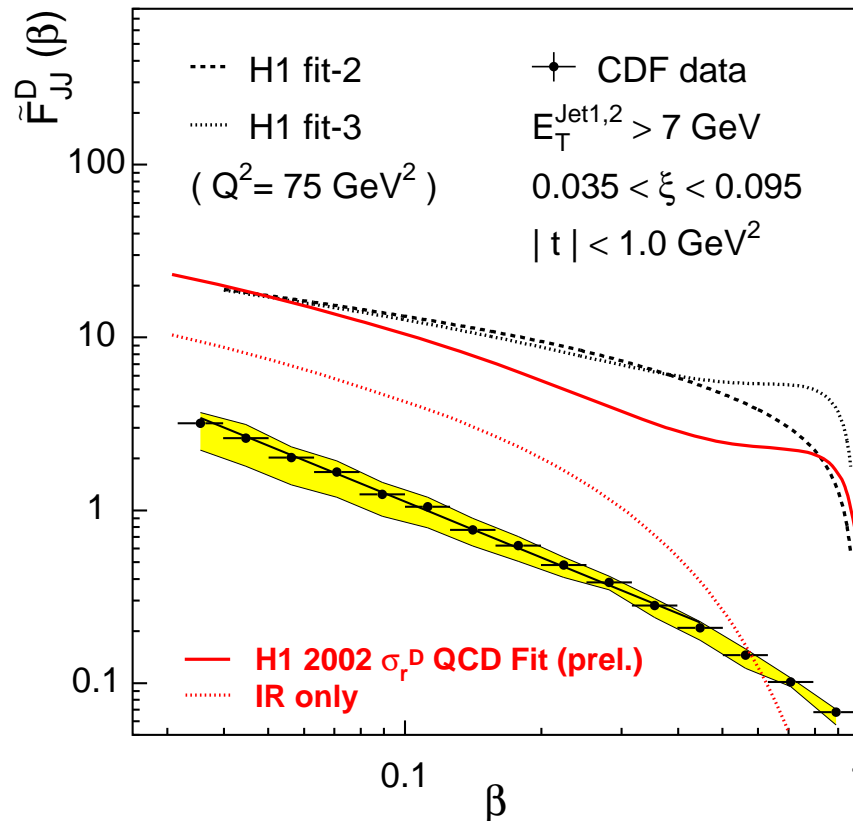 F̃ᴰ_JJ (β)
H1 fit-2
H1 fit-3
( Q²= 75 GeV² )
CDF data
E_T^Jet1,2 > 7 GeV
0.035 < ξ < 0.095
| t | < 1.0 GeV²
100
10
1
0.1
H1 2002 σ_r^D QCD Fit (prel.)
IR only
0.1
1
β